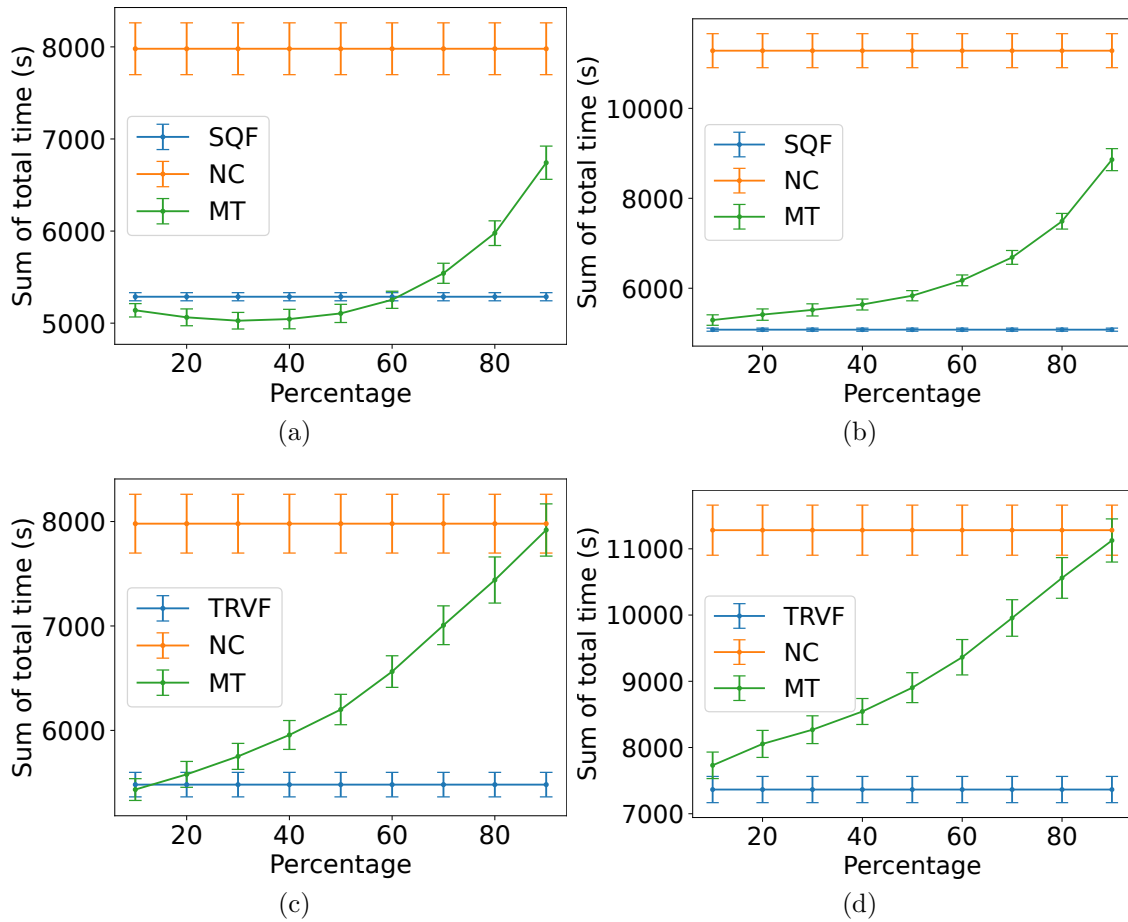 8000
7000
6000
5000
Sum of total time (s)
SQF
NC
MT
20 40 60 80
Percentage
(a)
10000
8000
6000
Sum of total time (s)
SQF
NC
MT
20 40 60 80
Percentage
(b)
8000
7000
6000
Sum of total time (s)
TRVF
NC
MT
20 40 60 80
Percentage
(c)
11000
10000
9000
8000
7000
Sum of total time (s)
TRVF
NC
MT
20 40 60 80
Percentage
(d)